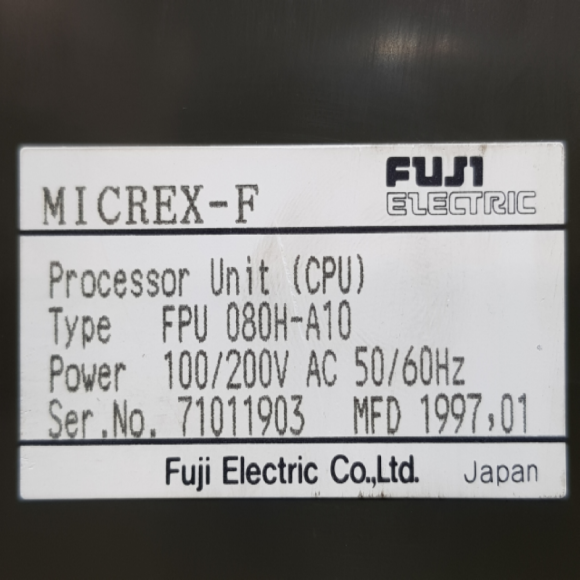 MICREX-F
FUJI
ELECTRIC
Processor Unit (CPU)
Type FPU 080H-A10
Power 100/200V AC 50/60Hz
Ser.No. 71011903 MFD 1997,01
Fuji Electric Co.,Ltd. Japan